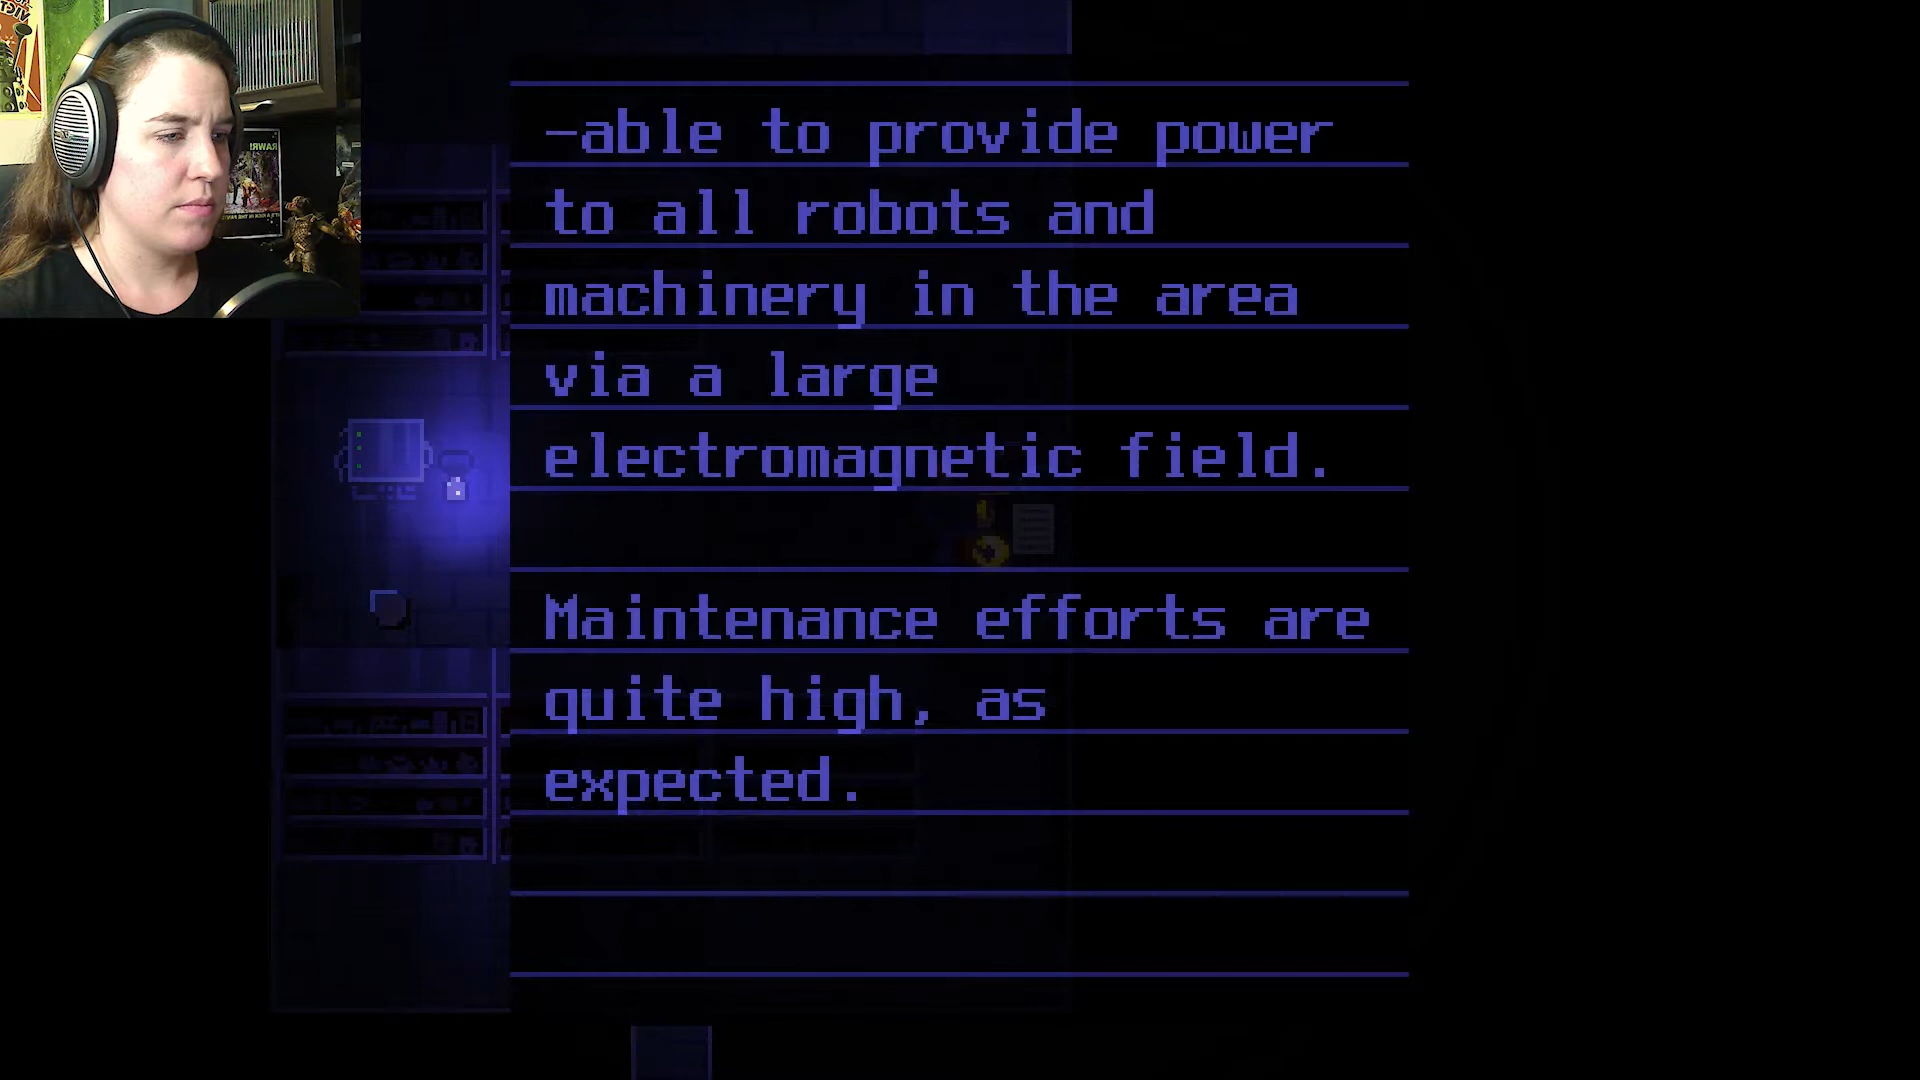 RAWR!
—able to provide power
to all robots and
machinery in the area
via a large
electromagnetic field.
Maintenance efforts are
quite high, as
expected.